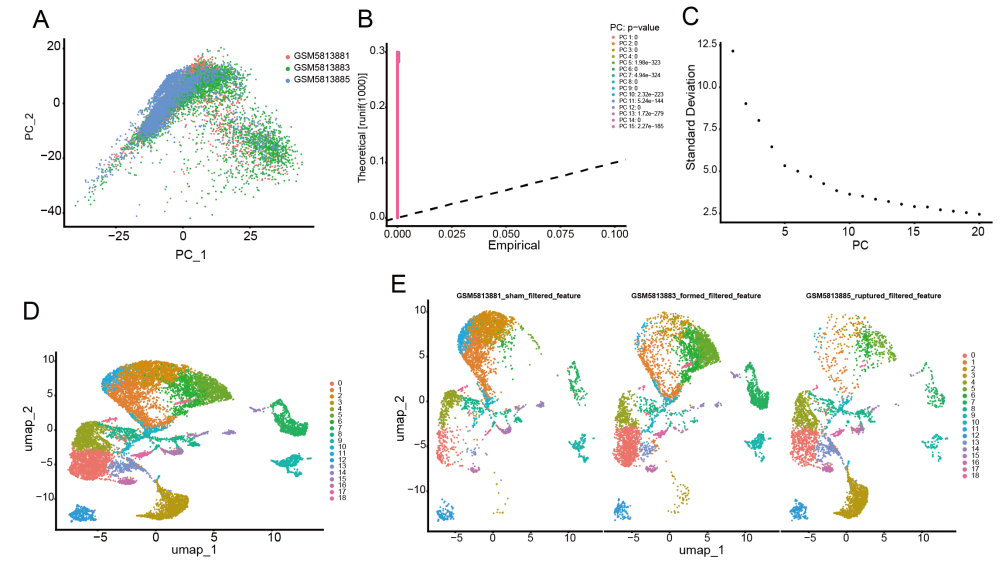 A
20
0
−20
−40
PC_2
−25
0
25
PC_1
GSM5813881
GSM5813883
GSM5813885
B
0.3
0.2
0.1
0.0
Theoretical [runif(1000)]
0.000
0.025
0.050
0.075
0.100
Empirical
PC: p−value
PC 1: 0
PC 2: 0
PC 3: 0
PC 4: 0
PC 5: 1.98e−323
PC 6: 0
PC 7: 4.94e−324
PC 8: 0
PC 9: 0
PC 10: 2.32e−223
PC 11: 5.24e−144
PC 12: 0
PC 13: 1.72e−279
PC 14: 0
PC 15: 2.27e−185
C
12.5
10.0
7.5
5.0
2.5
Standard Deviation
5
10
15
20
PC
D
10
5
0
−5
−10
umap_2
−5
0
5
10
umap_1
0
1
2
3
4
5
6
7
8
9
10
11
12
13
14
15
16
17
18
E
GSM5813881_sham_filtered_feature
GSM5813883_formed_filtered_feature
GSM5813885_ruptured_filtered_feature
10
5
0
−5
−10
umap_2
−5
0
5
10
−5
0
5
10
−5
0
5
10
umap_1
0
1
2
3
4
5
6
7
8
9
10
11
12
13
14
15
16
17
18